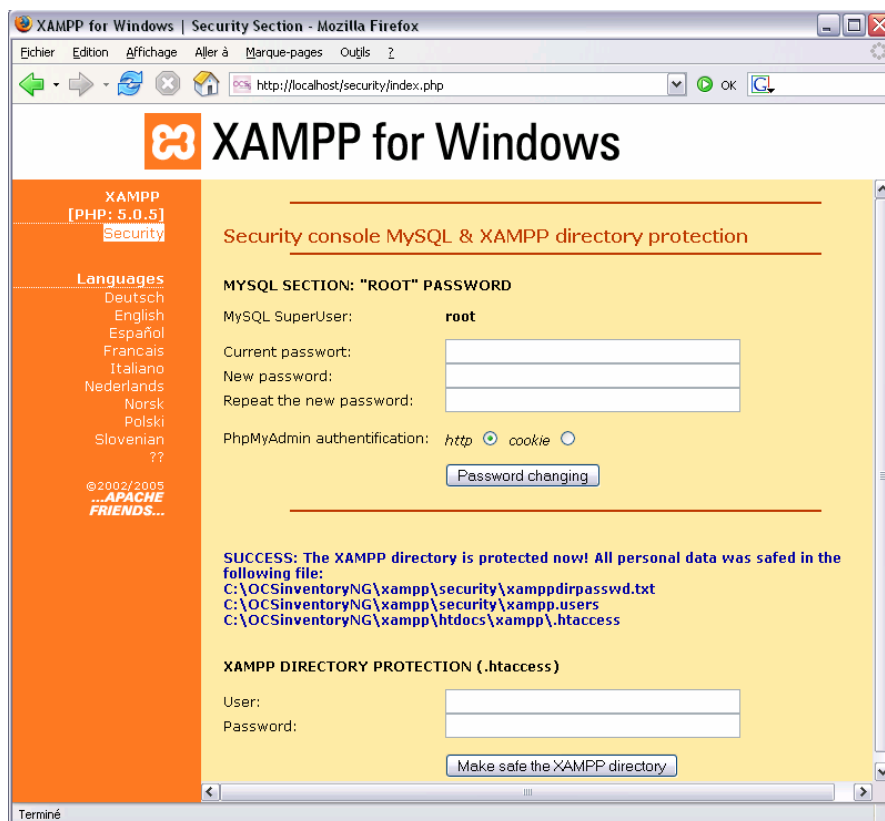 XAMPP for Windows | Security Section - Mozilla Firefox
Fichier Edition Affichage Aller à Marque-pages Outils ?
http://localhost/security/index.php OK G
XAMPP for Windows
XAMPP
[PHP: 5.0.5]
Security
Languages
Deutsch
English
Español
Francais
Italiano
Nederlands
Norsk
Polski
Slovenian
??
©2002/2005
...APACHE
FRIENDS...
Security console MySQL & XAMPP directory protection
MYSQL SECTION: "ROOT" PASSWORD
MySQL SuperUser: root
Current passwort:
New password:
Repeat the new password:
PhpMyAdmin authentification: http cookie
Password changing
SUCCESS: The XAMPP directory is protected now! All personal data was safed in the
following file:
C:\OCSinventoryNG\xampp\security\xamppdirpasswd.txt
C:\OCSinventoryNG\xampp\security\xampp.users
C:\OCSinventoryNG\xampp\htdocs\xampp\.htaccess
XAMPP DIRECTORY PROTECTION (.htaccess)
User:
Password:
Make safe the XAMPP directory
Terminé